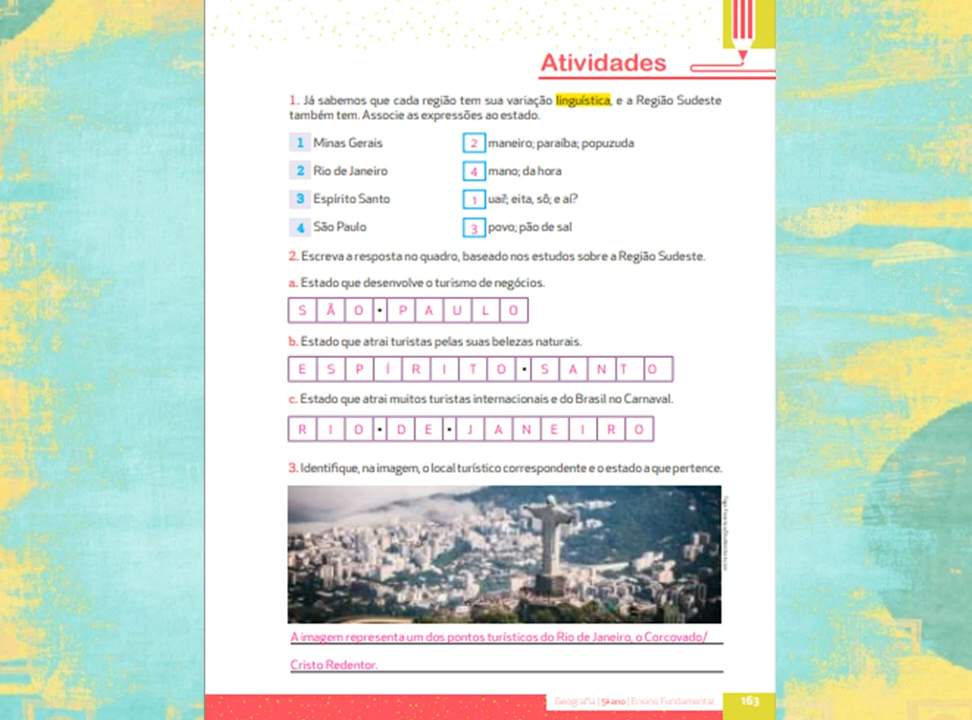 Atividades
1. Já sabemos que cada região tem sua variação linguística, e a Região Sudeste
também tem. Associe as expressões ao estado.
1 Minas Gerais 2 maneiro; paraíba; popuzuda
2 Rio de Janeiro 4 mano; da hora
3 Espírito Santo 1 uai!; eita, sô; e aí?
4 São Paulo 3 povo; pão de sal
2. Escreva a resposta no quadro, baseado nos estudos sobre a Região Sudeste.
a. Estado que desenvolve o turismo de negócios.
S Ã O • P A U L O
b. Estado que atrai turistas pelas suas belezas naturais.
E S P Í R I T O • S A N T O
c. Estado que atrai muitos turistas internacionais e do Brasil no Carnaval.
R I O • D E • J A N E I R O
3. Identifique, na imagem, o local turístico correspondente e o estado a que pertence.
A imagem representa um dos pontos turísticos do Rio de Janeiro, o Corcovado/
Cristo Redentor.
Geografia | 5º ano | Ensino Fundamental 163